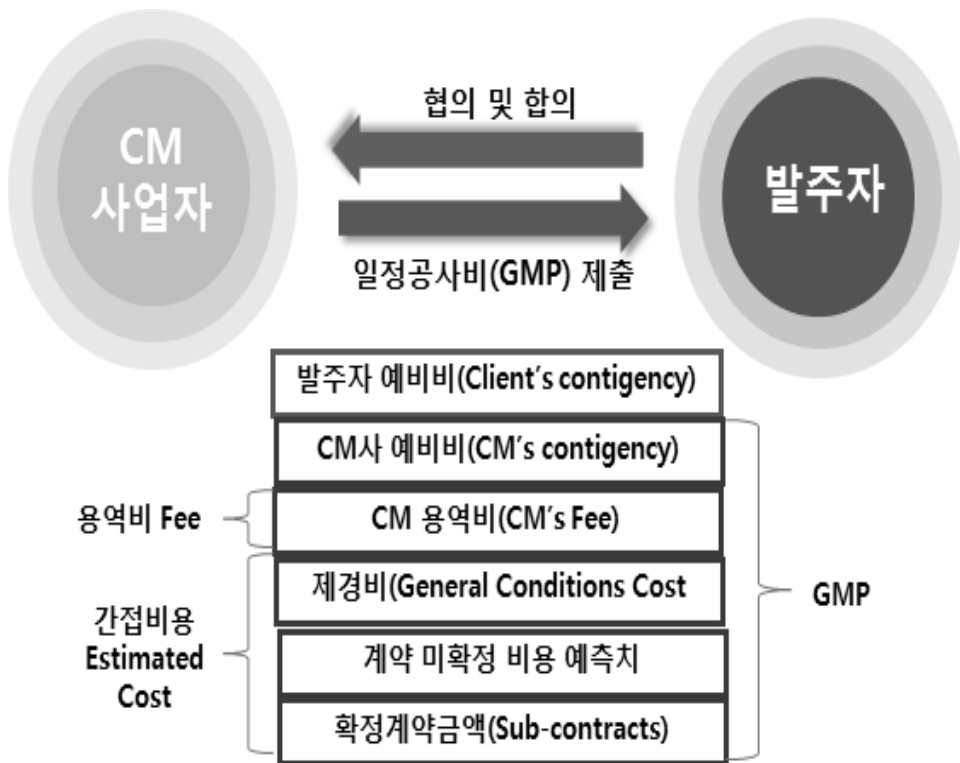 CM
사업자
협의 및 합의
발주자
일정공사비(GMP) 제출
발주자 예비비(Client's contigency)
CM사 예비비(CM's contigency)
용역비 Fee
CM 용역비(CM's Fee)
제경비(General Conditions Cost
GMP
간접비용
Estimated
Cost
계약 미확정 비용 예측치
확정계약금액(Sub-contracts)